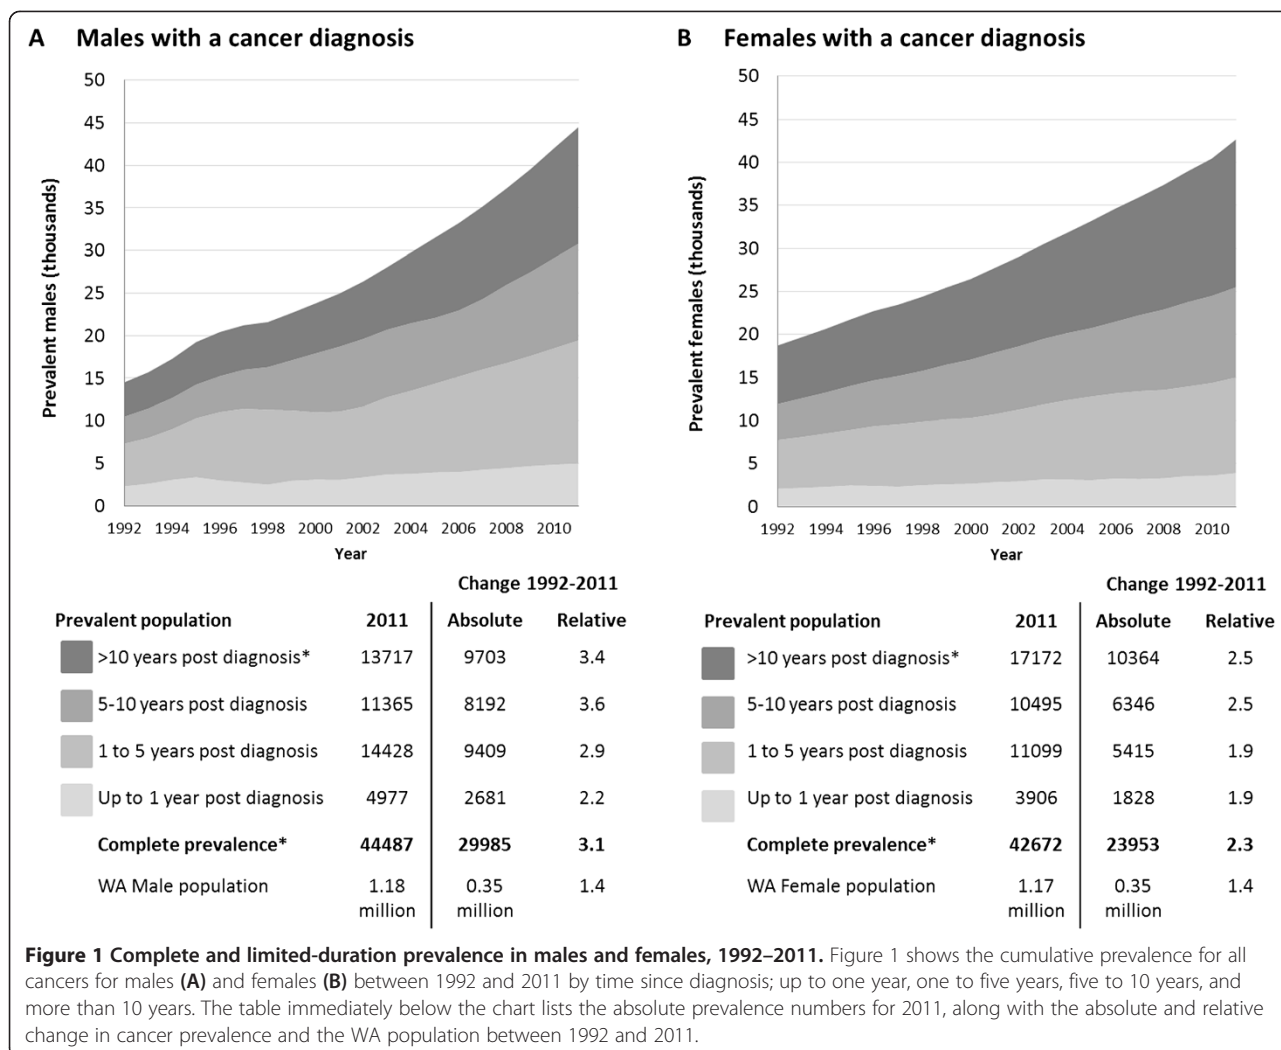 A Males with a cancer diagnosis
50
45
40
35
30
25
20
15
10
5
0
Prevalent males (thousands)
1992 1994 1996 1998 2000 2002 2004 2006 2008 2010
Year
Change 1992-2011
Prevalent population 2011 Absolute Relative
>10 years post diagnosis* 13717 9703 3.4
5-10 years post diagnosis 11365 8192 3.6
1 to 5 years post diagnosis 14428 9409 2.9
Up to 1 year post diagnosis 4977 2681 2.2
Complete prevalence* 44487 29985 3.1
WA Male population 1.18 0.35 1.4
million million
B Females with a cancer diagnosis
50
45
40
35
30
25
20
15
10
5
0
Prevalent females (thousands)
1992 1994 1996 1998 2000 2002 2004 2006 2008 2010
Year
Change 1992-2011
Prevalent population 2011 Absolute Relative
>10 years post diagnosis* 17172 10364 2.5
5-10 years post diagnosis 10495 6346 2.5
1 to 5 years post diagnosis 11099 5415 1.9
Up to 1 year post diagnosis 3906 1828 1.9
Complete prevalence* 42672 23953 2.3
WA Female population 1.17 0.35 1.4
million million
Figure 1 Complete and limited-duration prevalence in males and females, 1992–2011. Figure 1 shows the cumulative prevalence for all
cancers for males (A) and females (B) between 1992 and 2011 by time since diagnosis; up to one year, one to five years, five to 10 years, and
more than 10 years. The table immediately below the chart lists the absolute prevalence numbers for 2011, along with the absolute and relative
change in cancer prevalence and the WA population between 1992 and 2011.